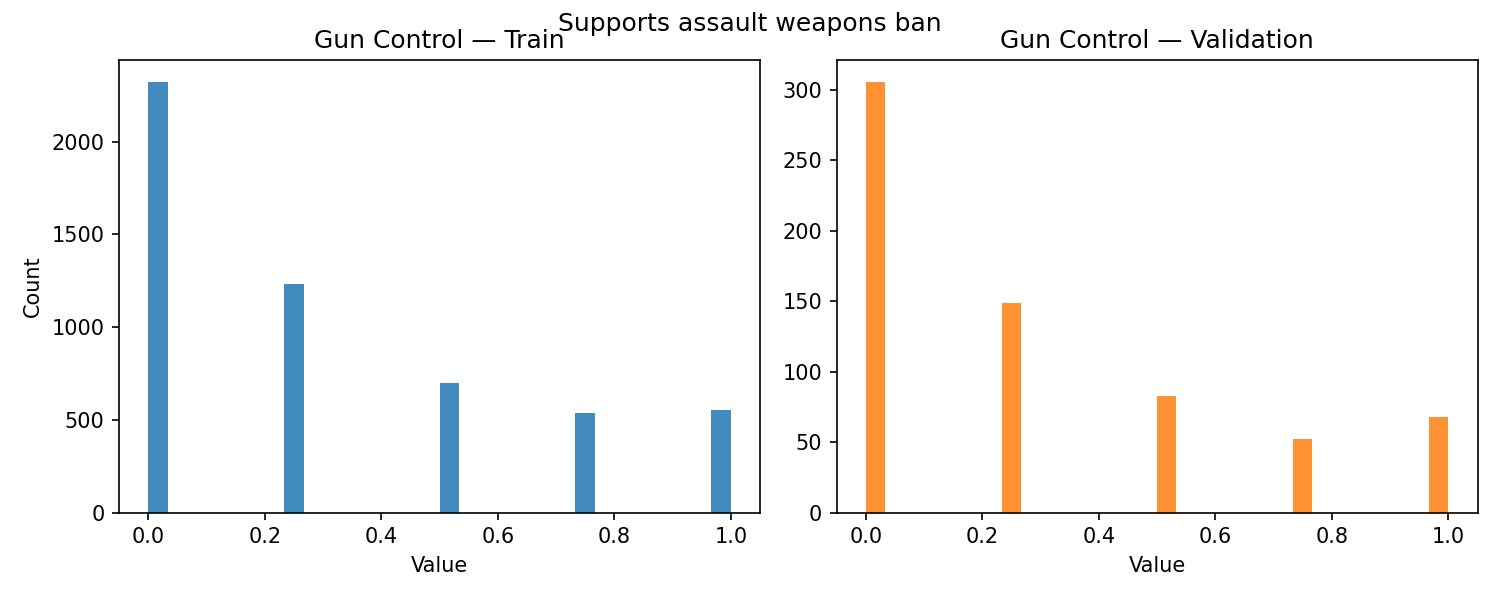 Supports assault weapons ban
Gun Control — Train
Gun Control — Validation
Count
2000
1500
1000
500
0
0.0 0.2 0.4 0.6 0.8 1.0
Value
300
250
200
150
100
50
0
0.0 0.2 0.4 0.6 0.8 1.0
Value